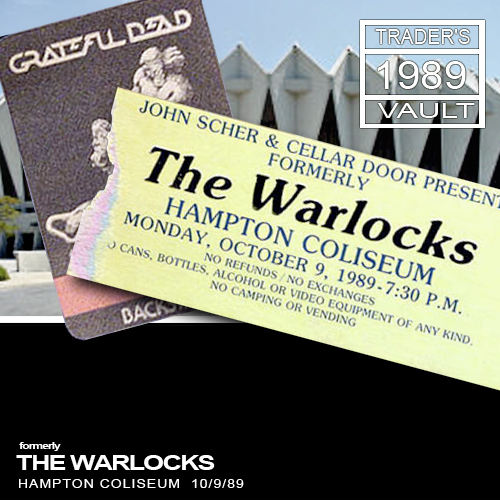 GRATEFUL DEAD
TRADER'S
1989
VAULT
JOHN SCHER & CELLAR DOOR PRESENT
FORMERLY
The Warlocks
HAMPTON COLISEUM
MONDAY, OCTOBER 9, 1989-7:30 P.M.
NO REFUNDS / NO EXCHANGES
CANS, BOTTLES, ALCOHOL OR VIDEO EQUIPMENT OF ANY KIND.
NO CAMPING OR VENDING
formerly
THE WARLOCKS
HAMPTON COLISEUM 10/9/89